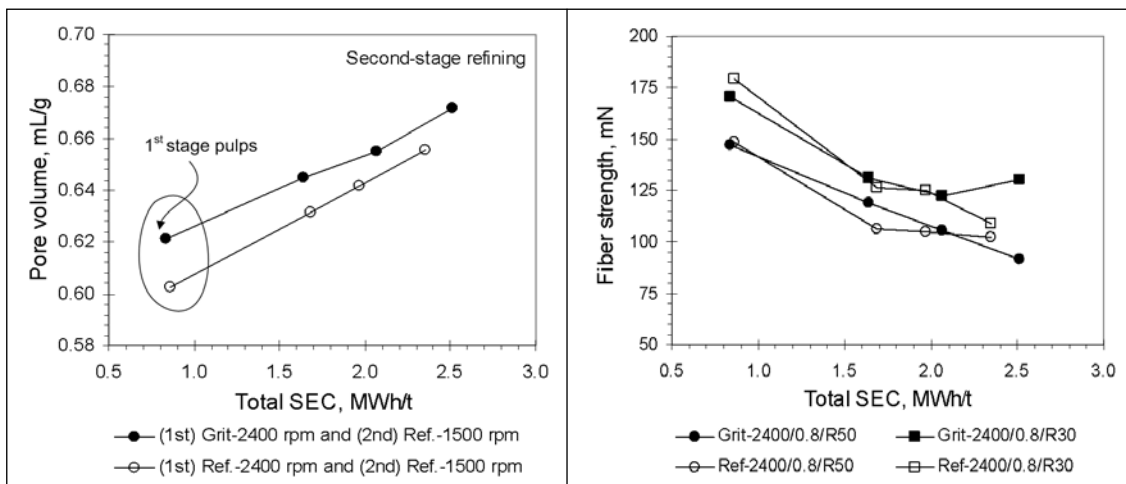 Second-stage refining
1st stage pulps
Pore volume, mL/g
0.70
0.68
0.66
0.64
0.62
0.60
0.58
0.5 1.0 1.5 2.0 2.5 3.0
Total SEC, MWh/t
(1st) Grit-2400 rpm and (2nd) Ref.-1500 rpm
(1st) Ref.-2400 rpm and (2nd) Ref.-1500 rpm
Fiber strength, mN
200
175
150
125
100
75
50
0.5 1.0 1.5 2.0 2.5 3.0
Total SEC, MWh/t
Grit-2400/0.8/R50 Grit-2400/0.8/R30
Ref-2400/0.8/R50 Ref-2400/0.8/R30